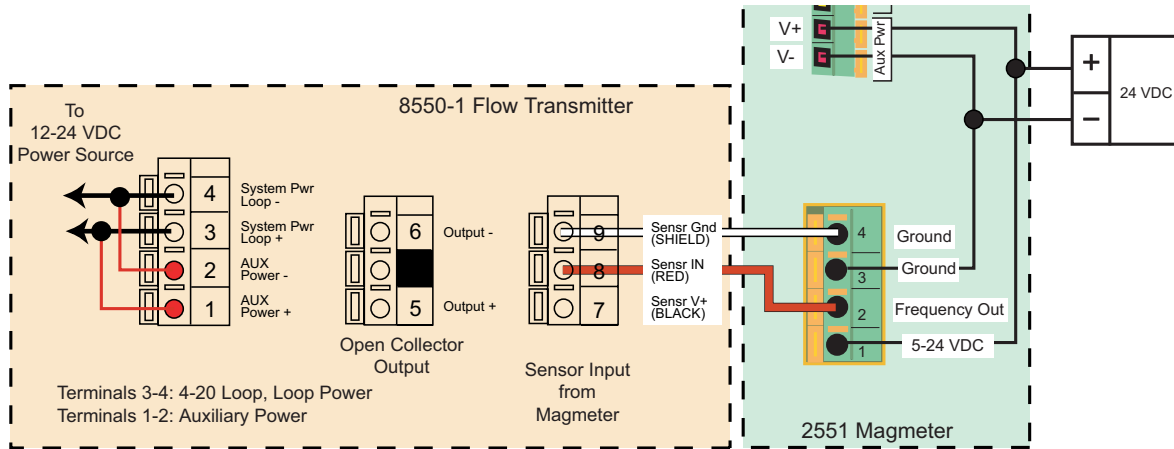 V+
V-
Aux Pwr
+
−
24 VDC
8550-1 Flow Transmitter
To
12-24 VDC
Power Source
4
System Pwr
Loop -
3
System Pwr
Loop +
2
AUX
Power -
1
AUX
Power +
6
Output -
5
Output +
Open Collector
Output
9
Sensr Gnd
(SHIELD)
8
Sensr IN
(RED)
7
Sensr V+
(BLACK)
Sensor Input
from
Magmeter
4
Ground
3
Ground
2
Frequency Out
1
5-24 VDC
Terminals 3-4: 4-20 Loop, Loop Power
Terminals 1-2: Auxiliary Power
2551 Magmeter